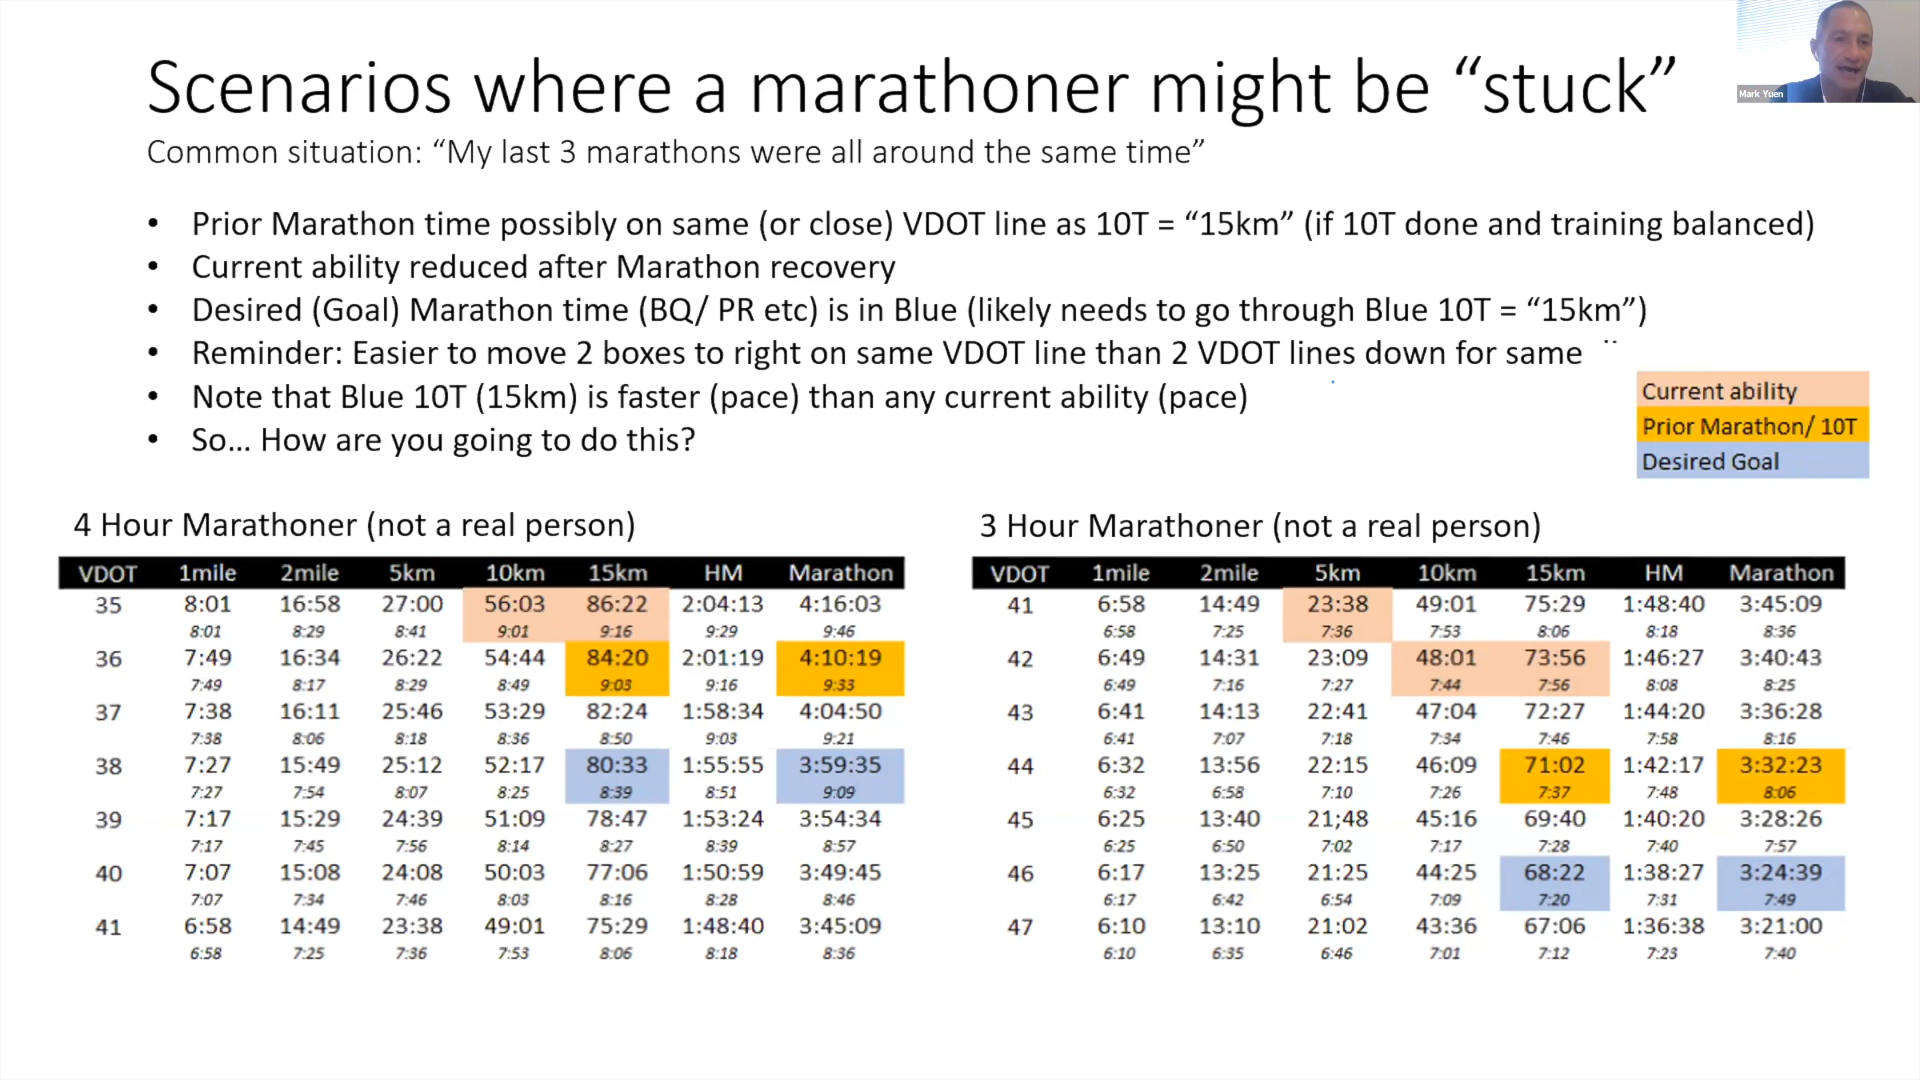 Scenarios where a marathoner might be “stuck”
Mark Yuen
Common situation: “My last 3 marathons were all around the same time”
• Prior Marathon time possibly on same (or close) VDOT line as 10T = “15km” (if 10T done and training balanced)
• Current ability reduced after Marathon recovery
• Desired (Goal) Marathon time (BQ/ PR etc) is in Blue (likely needs to go through Blue 10T = “15km”)
• Reminder: Easier to move 2 boxes to right on same VDOT line than 2 VDOT lines down for same
• Note that Blue 10T (15km) is faster (pace) than any current ability (pace)
• So… How are you going to do this?
Current ability
Prior Marathon/ 10T
Desired Goal
4 Hour Marathoner (not a real person)
VDOT 1mile 2mile 5km 10km 15km HM Marathon
35 8:01 16:58 27:00 56:03 86:22 2:04:13 4:16:03
8:01 8:29 8:41 9:01 9:16 9:29 9:46
36 7:49 16:34 26:22 54:44 84:20 2:01:19 4:10:19
7:49 8:17 8:29 8:49 9:03 9:16 9:33
37 7:38 16:11 25:46 53:29 82:24 1:58:34 4:04:50
7:38 8:06 8:18 8:36 8:50 9:03 9:21
38 7:27 15:49 25:12 52:17 80:33 1:55:55 3:59:35
7:27 7:54 8:07 8:25 8:39 8:51 9:09
39 7:17 15:29 24:39 51:09 78:47 1:53:24 3:54:34
7:17 7:45 7:56 8:14 8:27 8:39 8:57
40 7:07 15:08 24:08 50:03 77:06 1:50:59 3:49:45
7:07 7:34 7:46 8:03 8:16 8:28 8:46
41 6:58 14:49 23:38 49:01 75:29 1:48:40 3:45:09
6:58 7:25 7:36 7:53 8:06 8:18 8:36
3 Hour Marathoner (not a real person)
VDOT 1mile 2mile 5km 10km 15km HM Marathon
41 6:58 14:49 23:38 49:01 75:29 1:48:40 3:45:09
6:58 7:25 7:36 7:53 8:06 8:18 8:36
42 6:49 14:31 23:09 48:01 73:56 1:46:27 3:40:43
6:49 7:16 7:27 7:44 7:56 8:08 8:25
43 6:41 14:13 22:41 47:04 72:27 1:44:20 3:36:28
6:41 7:07 7:18 7:34 7:46 7:58 8:16
44 6:32 13:56 22:15 46:09 71:02 1:42:17 3:32:23
6:32 6:58 7:10 7:26 7:37 7:48 8:06
45 6:25 13:40 21;48 45:16 69:40 1:40:20 3:28:26
6:25 6:50 7:02 7:17 7:28 7:40 7:57
46 6:17 13:25 21:25 44:25 68:22 1:38:27 3:24:39
6:17 6:42 6:54 7:09 7:20 7:31 7:49
47 6:10 13:10 21:02 43:36 67:06 1:36:38 3:21:00
6:10 6:35 6:46 7:01 7:12 7:23 7:40